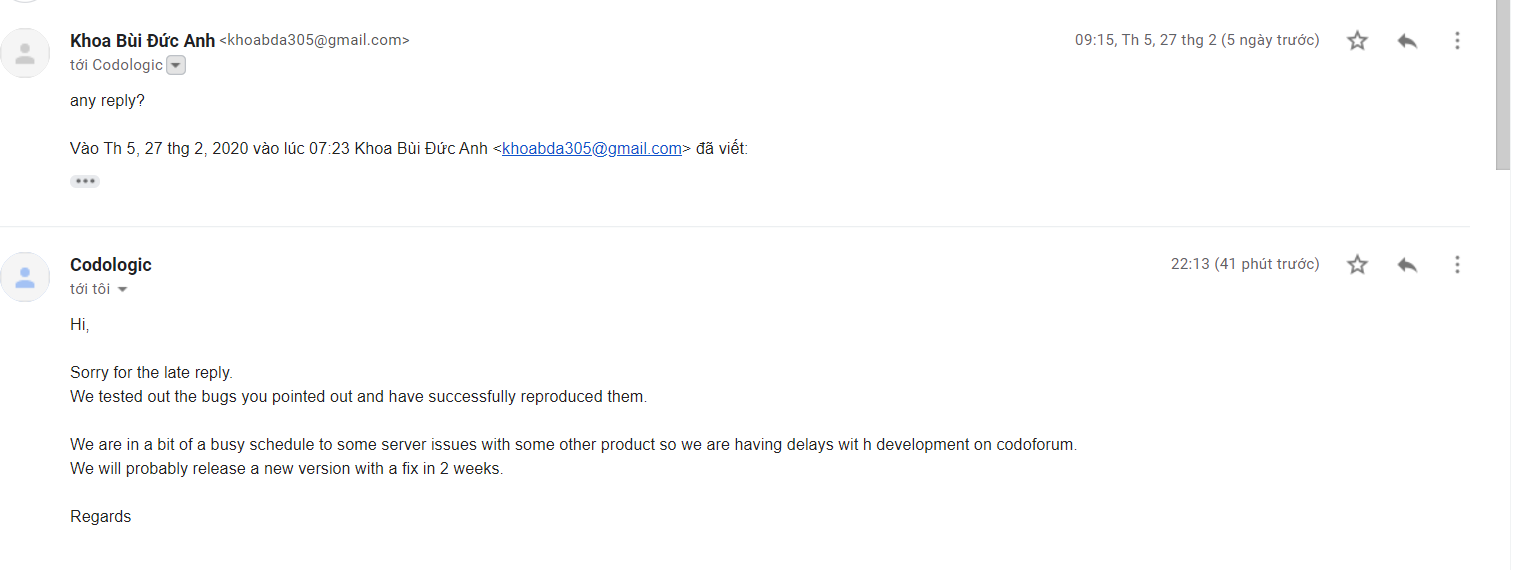 Khoa Bùi Đức Anh <khoabda305@gmail.com> 09:15, Th 5, 27 thg 2 (5 ngày trước)
tới Codologic
any reply?
Vào Th 5, 27 thg 2, 2020 vào lúc 07:23 Khoa Bùi Đức Anh <khoabda305@gmail.com> đã viết:
Codologic 22:13 (41 phút trước)
tới tôi
Hi,
Sorry for the late reply.
We tested out the bugs you pointed out and have successfully reproduced them.
We are in a bit of a busy schedule to some server issues with some other product so we are having delays wit h development on codoforum.
We will probably release a new version with a fix in 2 weeks.
Regards